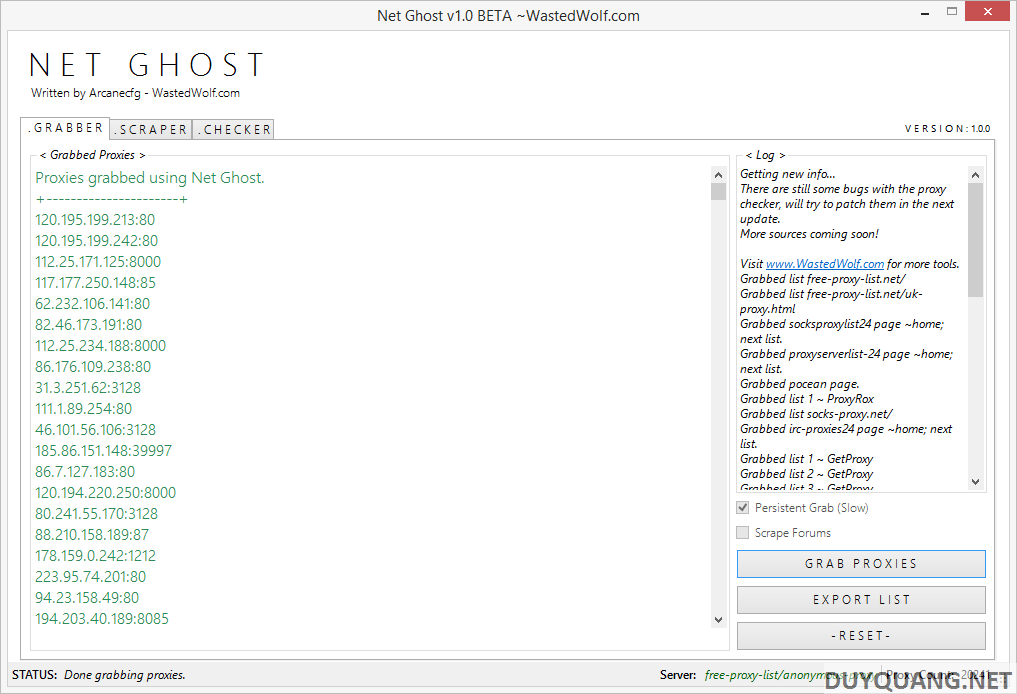 Net Ghost v1.0 BETA ~WastedWolf.com
NET GHOST
Written by Arcanecfg - WastedWolf.com
.GRABBER
.SCRAPER
.CHECKER
VERSION: 1.0.0
< Grabbed Proxies >
Proxies grabbed using Net Ghost.
+----------------------+
120.195.199.213:80
120.195.199.242:80
112.25.171.125:8000
117.177.250.148:85
62.232.106.141:80
82.46.173.191:80
112.25.234.188:8000
86.176.109.238:80
31.3.251.62:3128
111.1.89.254:80
46.101.56.106:3128
185.86.151.148:39997
86.7.127.183:80
120.194.220.250:8000
80.241.55.170:3128
88.210.158.189:87
178.159.0.242:1212
223.95.74.201:80
94.23.158.49:80
194.203.40.189:8085
< Log >
Getting new info...
There are still some bugs with the proxy
checker, will try to patch them in the next
update.
More sources coming soon!
Visit www.WastedWolf.com for more tools.
Grabbed list free-proxy-list.net/
Grabbed list free-proxy-list.net/uk-
proxy.html
Grabbed socksproxylist24 page ~home;
next list.
Grabbed proxyserverlist-24 page ~home;
next list.
Grabbed pocean page.
Grabbed list 1 ~ ProxyRox
Grabbed list socks-proxy.net/
Grabbed irc-proxies24 page ~home; next
list.
Grabbed list 1 ~ GetProxy
Grabbed list 2 ~ GetProxy
Grabbed list 3 ~ GetProxy
Persistent Grab (Slow)
Scrape Forums
GRAB PROXIES
EXPORT LIST
-RESET-
STATUS: Done grabbing proxies.
Server: free-proxy-list/anonymous-proxy
Proxy Count: 20241
DUYQUANG.NET